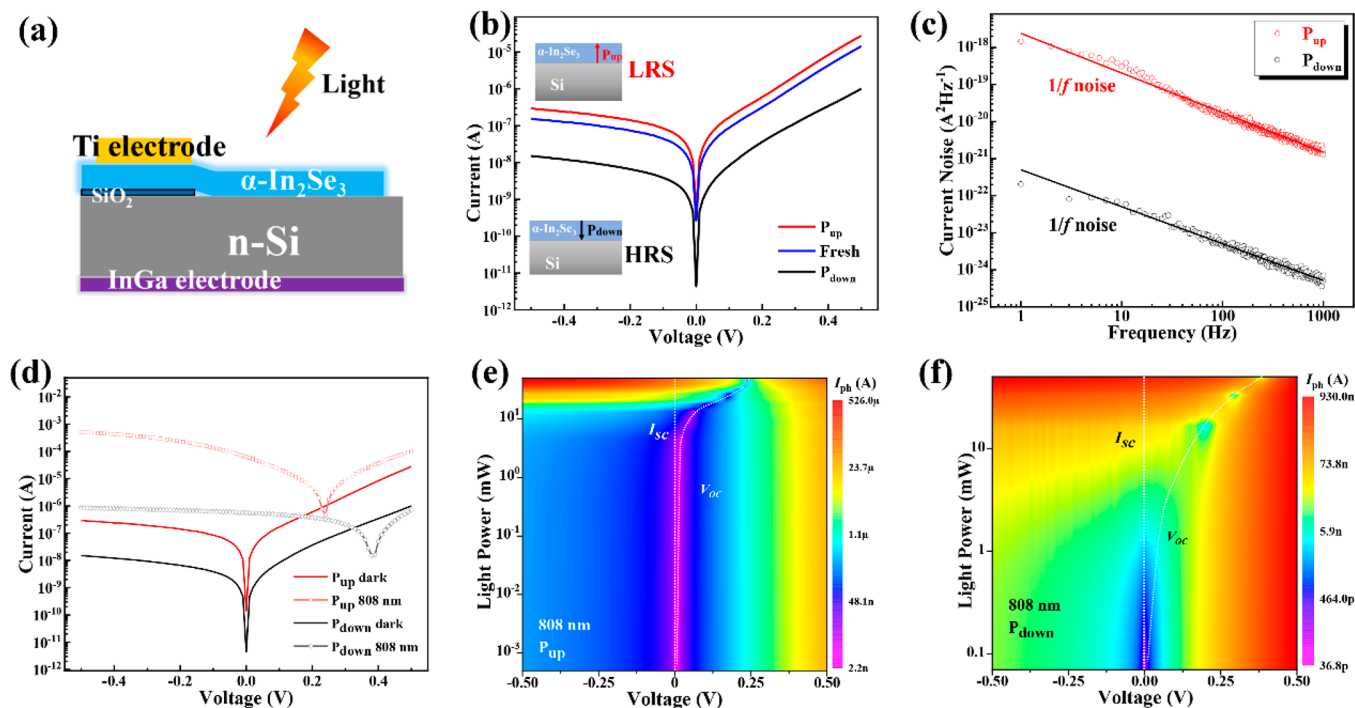 (a)
Light
Ti electrode
α-In₂Se₃
SiO₂
n-Si
InGa electrode
(b)
10⁻⁴
10⁻⁵
10⁻⁶
10⁻⁷
10⁻⁸
10⁻⁹
10⁻¹⁰
10⁻¹¹
10⁻¹²
Current (A)
α-In₂Se₃ Pup
Si
LRS
α-In₂Se₃ Pdown
Si
HRS
Pup
Fresh
Pdown
-0.4 -0.2 0.0 0.2 0.4
Voltage (V)
(c)
10⁻¹⁸
10⁻¹⁹
10⁻²⁰
10⁻²¹
10⁻²²
10⁻²³
10⁻²⁴
10⁻²⁵
Current Noise (A²Hz⁻¹)
Pup
Pdown
1/f noise
1/f noise
1 10 100 1000
Frequency (Hz)
(d)
10⁻²
10⁻³
10⁻⁴
10⁻⁵
10⁻⁶
10⁻⁷
10⁻⁸
10⁻⁹
10⁻¹⁰
10⁻¹¹
10⁻¹²
Current (A)
Pup dark
Pup 808 nm
Pdown dark
Pdown 808 nm
-0.4 -0.2 0.0 0.2 0.4
Voltage (V)
(e)
10¹
10⁰
10⁻¹
10⁻²
10⁻³
Light Power (mW)
ISC
VOC
808 nm
Pup
-0.50 -0.25 0.00 0.25 0.50
Voltage (V)
Iph (A)
526.0μ
23.7μ
1.1μ
48.1n
2.2n
(f)
10
1
0.1
Light Power (mW)
ISC
VOC
808 nm
Pdown
-0.50 -0.25 0.00 0.25 0.50
Voltage (V)
Iph (A)
930.0n
73.8n
5.9n
464.0p
36.8p